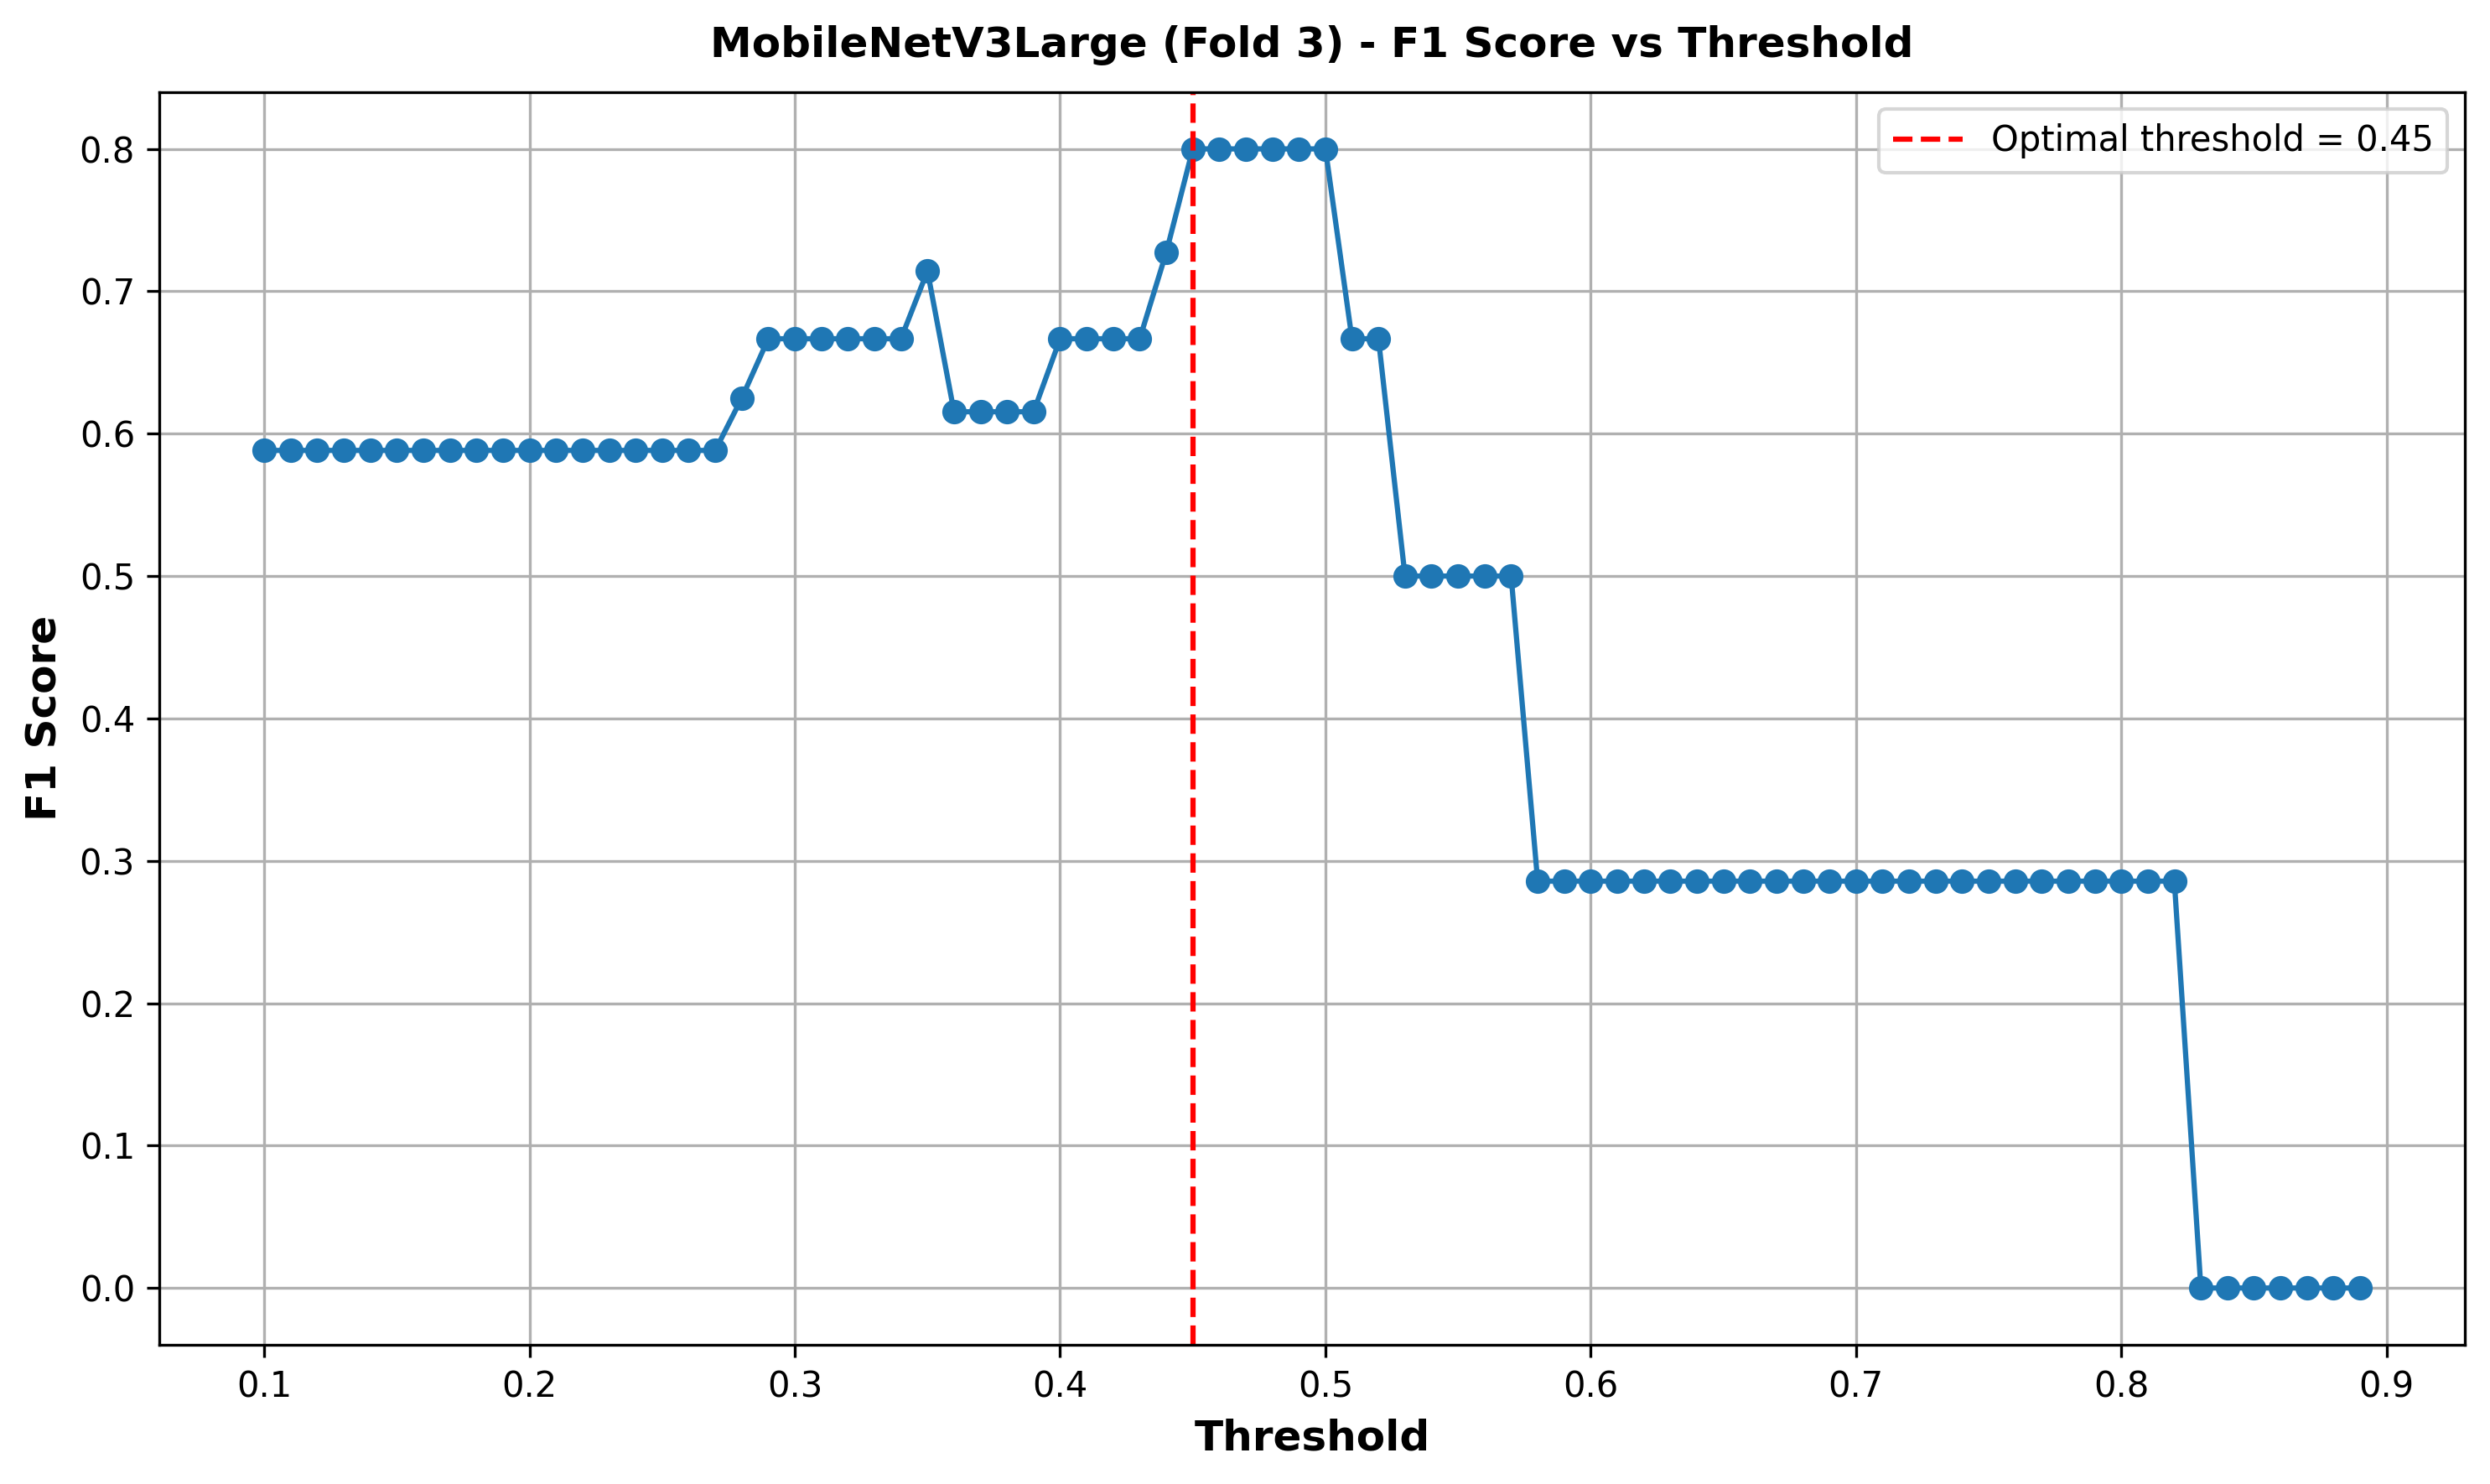 MobileNetV3Large (Fold 3) - F1 Score vs Threshold
Optimal threshold = 0.45
F1 Score
0.8
0.7
0.6
0.5
0.4
0.3
0.2
0.1
0.0
0.1 0.2 0.3 0.4 0.5 0.6 0.7 0.8 0.9
Threshold